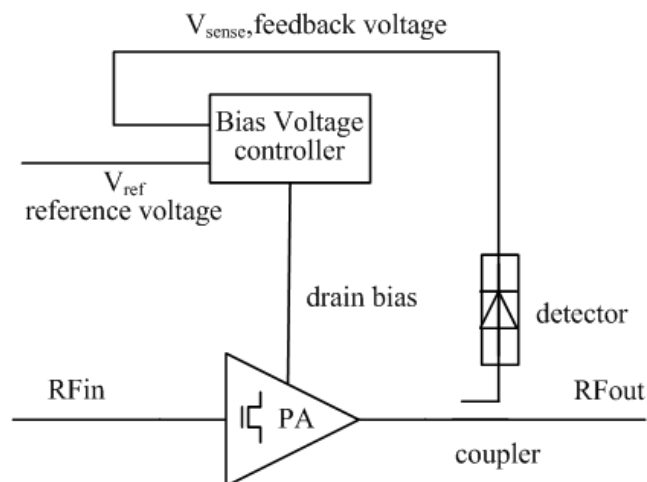 Vsense,feedback voltage
Bias Voltage
controller
Vref
reference voltage
drain bias
detector
RFin
PA
RFout
coupler